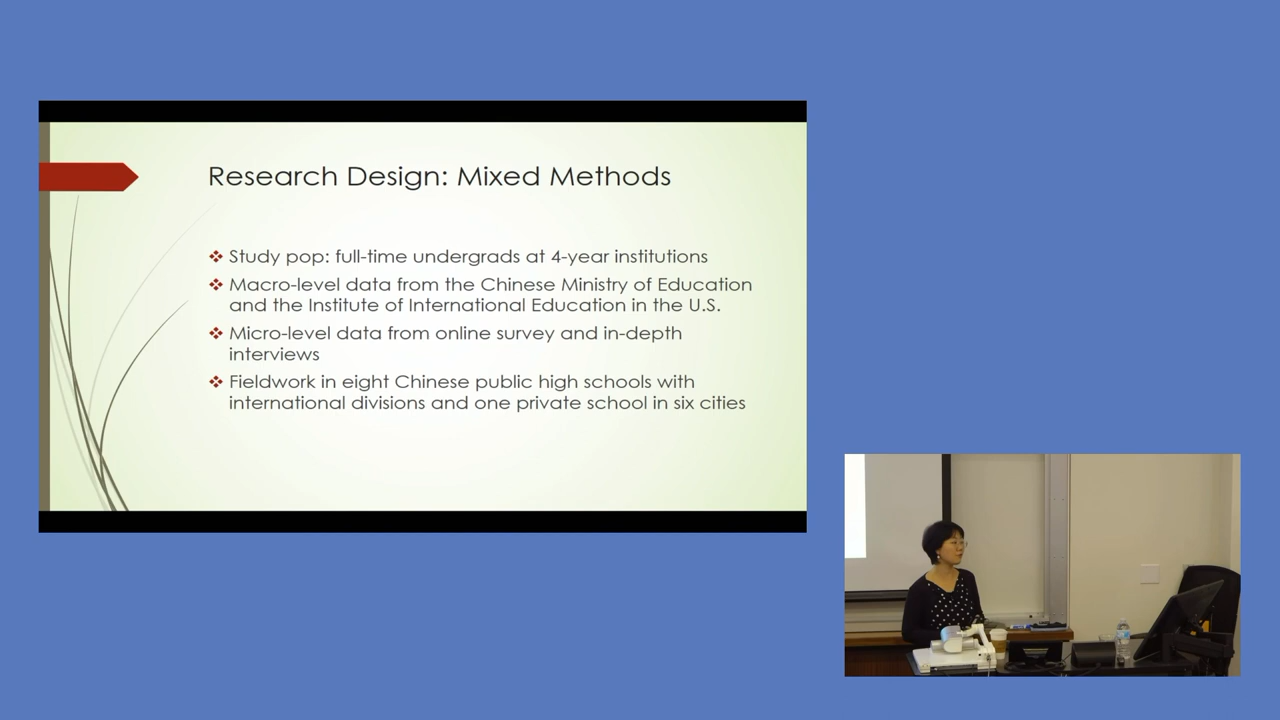 Research Design: Mixed Methods
Study pop: full-time undergrads at 4-year institutions
Macro-level data from the Chinese Ministry of Education
and the Institute of International Education in the U.S.
Micro-level data from online survey and in-depth
interviews
Fieldwork in eight Chinese public high schools with
international divisions and one private school in six cities